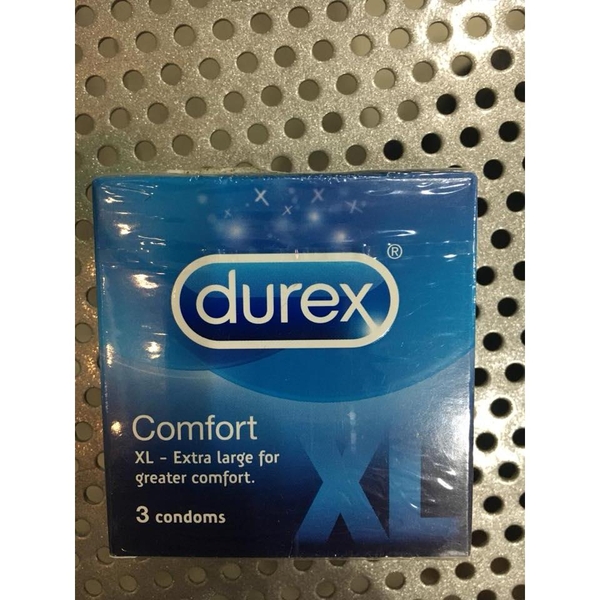 durex®
Comfort
XL - Extra large for
greater comfort.
3 condoms
XL